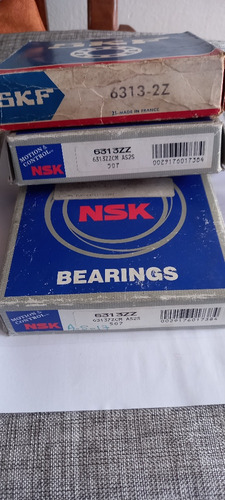 SKF
6313-2Z
MADE IN FRANCE
MOTION & CONTROL
NSK
6313ZZ
6313ZZCM AS2S
507
NSK
BEARINGS
MOTION & CONTROL
NSK
6313ZZ
6313ZZCM AS2S
507